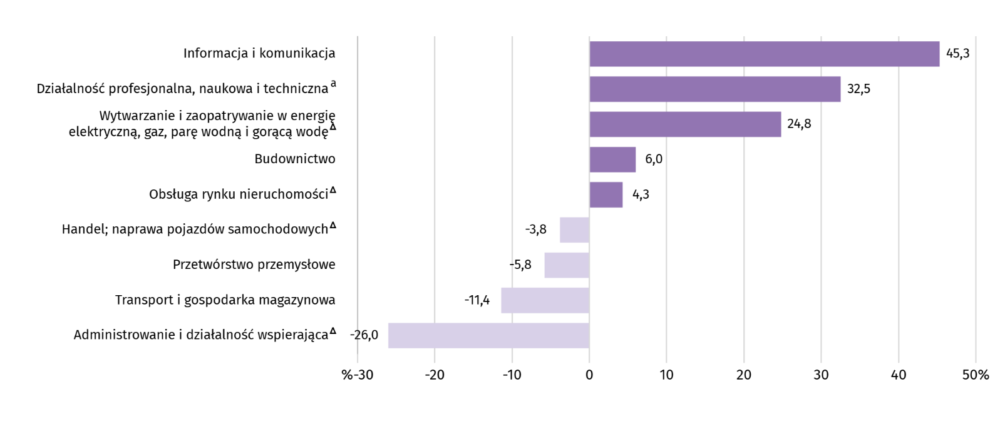 Informacja i komunikacja 45,3
Działalność profesjonalna, naukowa i techniczna a 32,5
Wytwarzanie i zaopatrywanie w energię
elektryczną, gaz, parę wodną i gorącą wodę Δ 24,8
Budownictwo 6,0
Obsługa rynku nieruchomości Δ 4,3
Handel; naprawa pojazdów samochodowych Δ -3,8
Przetwórstwo przemysłowe -5,8
Transport i gospodarka magazynowa -11,4
Administrowanie i działalność wspierająca Δ -26,0
%-30 -20 -10 0 10 20 30 40 50%